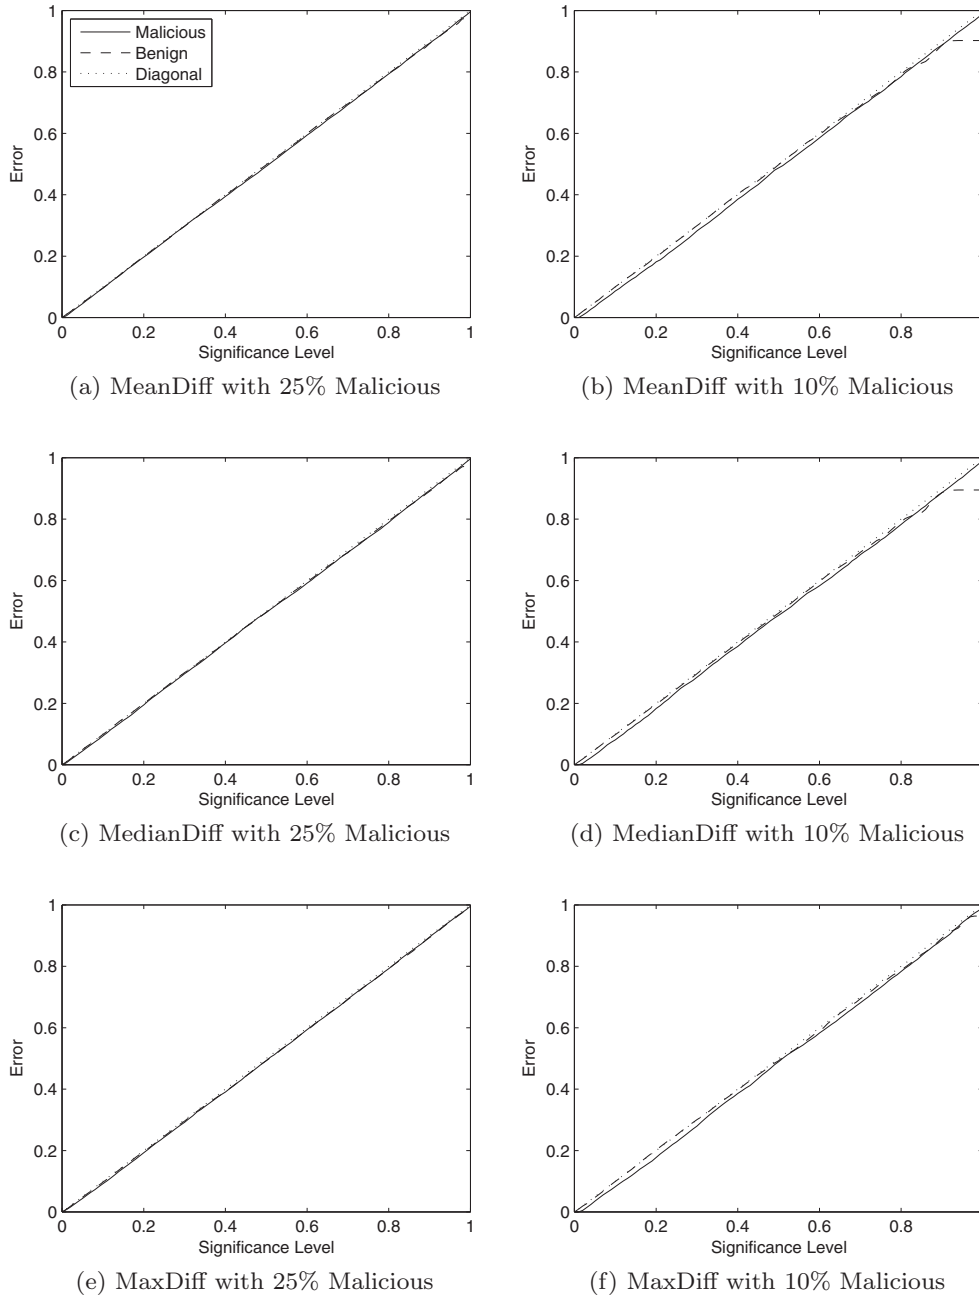 1
0.8
0.6
0.4
0.2
0
Error
Malicious
Benign
Diagonal
0 0.2 0.4 0.6 0.8 1
Significance Level
(a) MeanDiff with 25% Malicious
1
0.8
0.6
0.4
0.2
0
Error
0 0.2 0.4 0.6 0.8
Significance Level
(b) MeanDiff with 10% Malicious
1
0.8
0.6
0.4
0.2
0
Error
0 0.2 0.4 0.6 0.8 1
Significance Level
(c) MedianDiff with 25% Malicious
1
0.8
0.6
0.4
0.2
0
Error
0 0.2 0.4 0.6 0.8
Significance Level
(d) MedianDiff with 10% Malicious
1
0.8
0.6
0.4
0.2
0
Error
0 0.2 0.4 0.6 0.8 1
Significance Level
(e) MaxDiff with 25% Malicious
1
0.8
0.6
0.4
0.2
0
Error
0 0.2 0.4 0.6 0.8
Significance Level
(f) MaxDiff with 10% Malicious